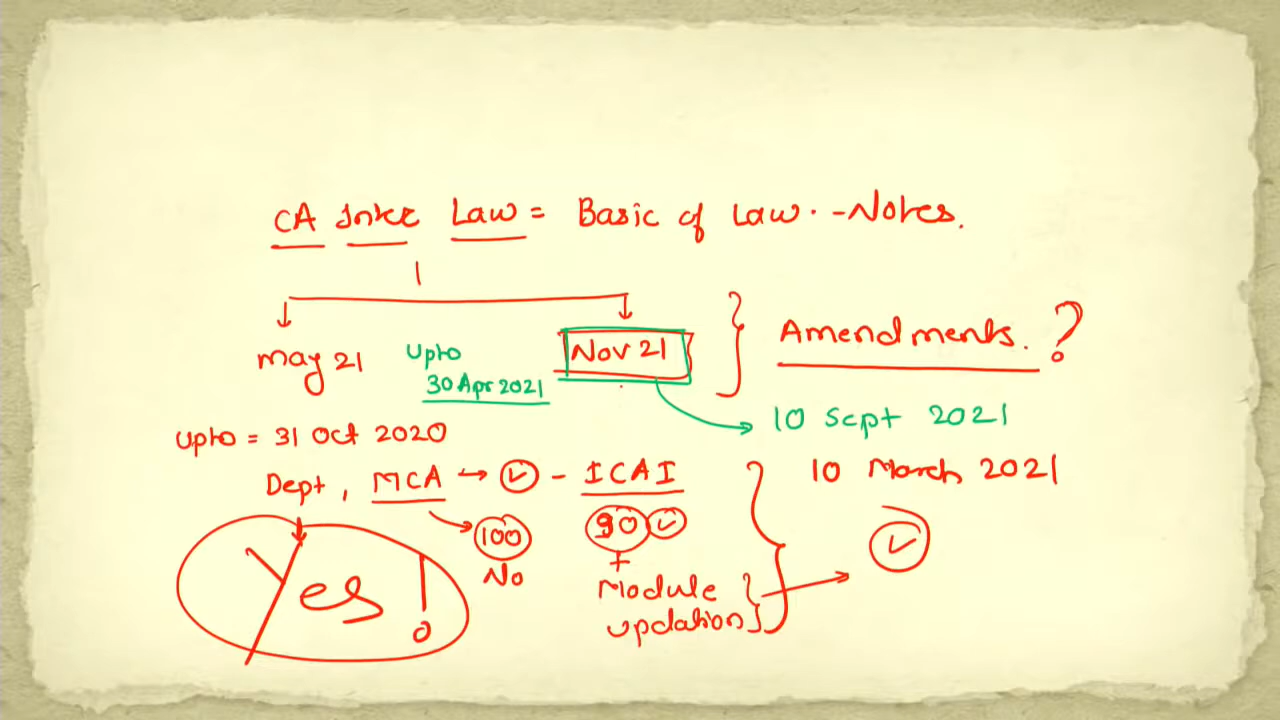 CA Inter Law = Basic of Law. - Notes.
May 21
Upto
30 Apr 2021
Nov 21
Amendments. ?
10 Sept 2021
Upto = 31 Oct 2020
Dept, MCA → ✓ - ICAI
10 March 2021
100
No
90 ✓
+
Module
updation
✓
Yes!